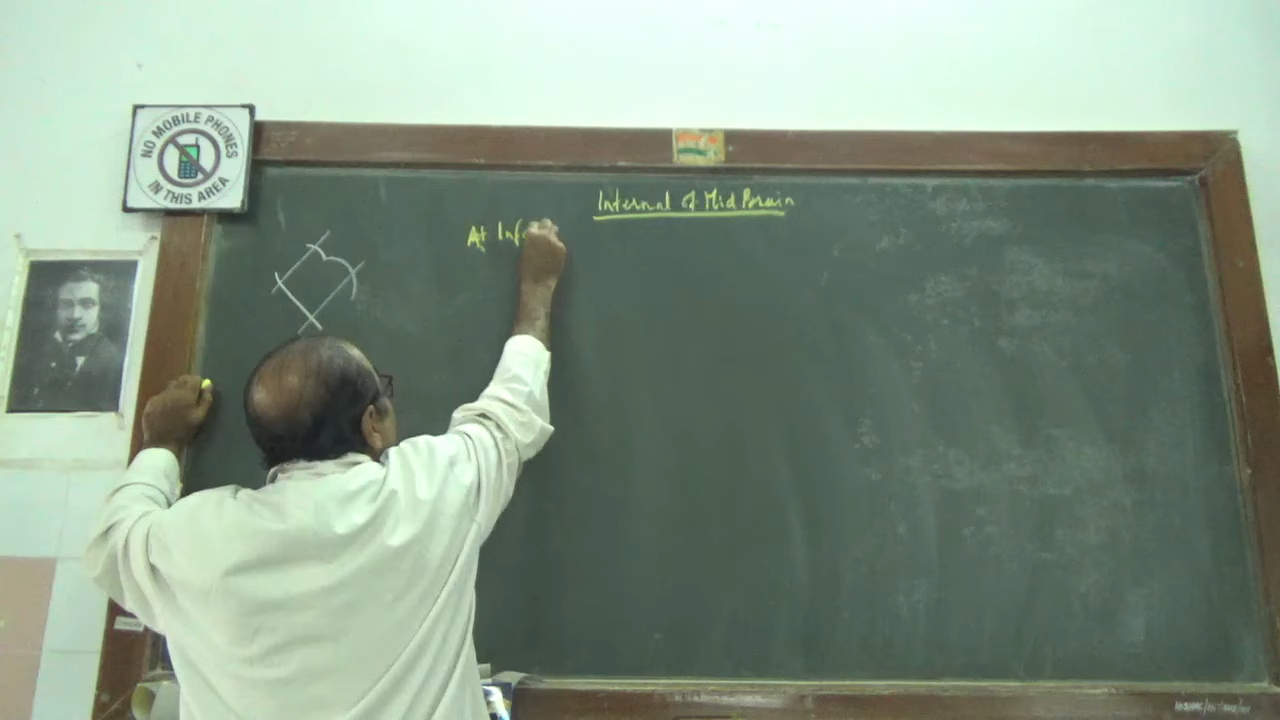 NO MOBILE PHONES
IN THIS AREA
Internal of Mid Brain
At Inf